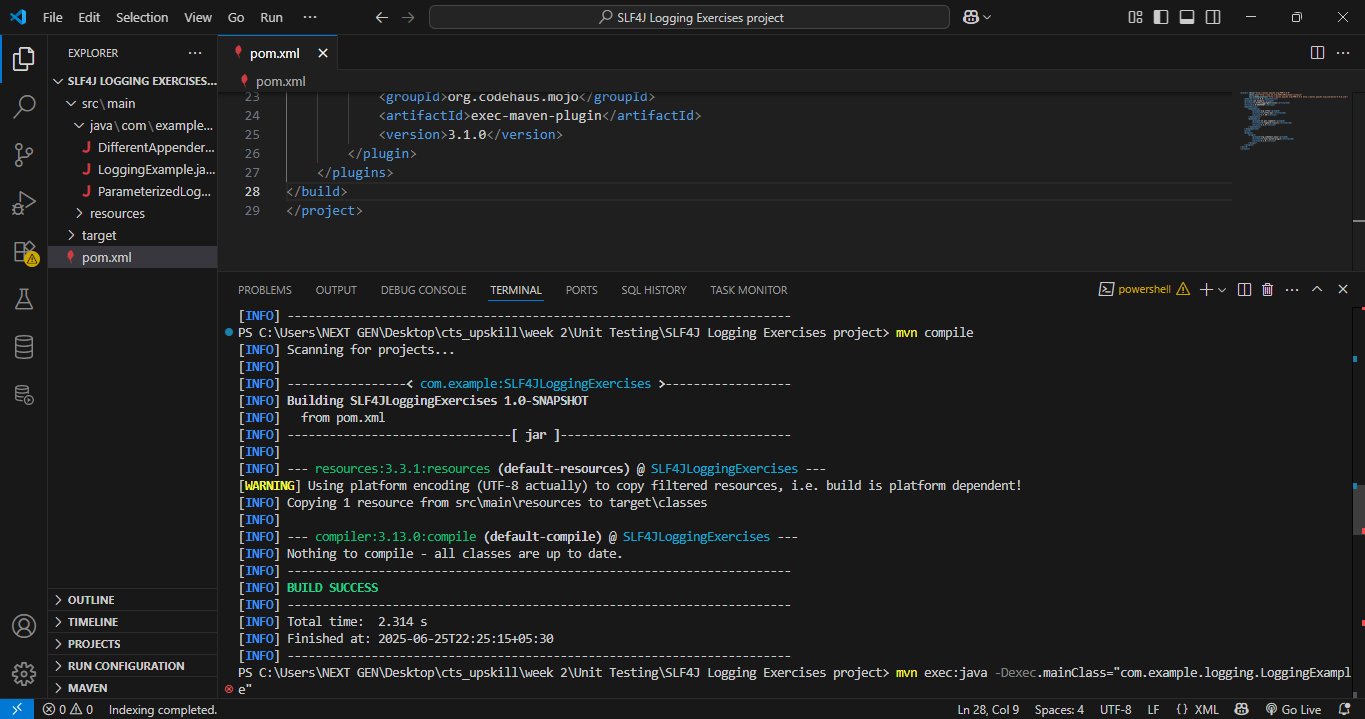 File Edit Selection View Go Run ··· SLF4J Logging Exercises project
EXPLORER ···
SLF4J LOGGING EXERCISES...
src\main
java\com\example...
DifferentAppender...
LoggingExample.ja...
ParameterizedLog...
resources
target
pom.xml
OUTLINE
TIMELINE
PROJECTS
RUN CONFIGURATION
MAVEN
pom.xml
pom.xml
23 <groupId>org.codehaus.mojo</groupId>
24 <artifactId>exec-maven-plugin</artifactId>
25 <version>3.1.0</version>
26 </plugin>
27 </plugins>
28 </build>
29 </project>
PROBLEMS OUTPUT DEBUG CONSOLE TERMINAL PORTS SQL HISTORY TASK MONITOR powershell
[INFO] ------------------------------------------------------------------------
PS C:\Users\NEXT GEN\Desktop\cts_upskill\week 2\Unit Testing\SLF4J Logging Exercises project> mvn compile
[INFO] Scanning for projects...
[INFO]
[INFO] -----------------< com.example:SLF4JLoggingExercises >------------------
[INFO] Building SLF4JLoggingExercises 1.0-SNAPSHOT
[INFO]   from pom.xml
[INFO] --------------------------------[ jar ]---------------------------------
[INFO]
[INFO] --- resources:3.3.1:resources (default-resources) @ SLF4JLoggingExercises ---
[WARNING] Using platform encoding (UTF-8 actually) to copy filtered resources, i.e. build is platform dependent!
[INFO] Copying 1 resource from src\main\resources to target\classes
[INFO]
[INFO] --- compiler:3.13.0:compile (default-compile) @ SLF4JLoggingExercises ---
[INFO] Nothing to compile - all classes are up to date.
[INFO] ------------------------------------------------------------------------
[INFO] BUILD SUCCESS
[INFO] ------------------------------------------------------------------------
[INFO] Total time:  2.314 s
[INFO] Finished at: 2025-06-25T22:25:15+05:30
[INFO] ------------------------------------------------------------------------
PS C:\Users\NEXT GEN\Desktop\cts_upskill\week 2\Unit Testing\SLF4J Logging Exercises project> mvn exec:java -Dexec.mainClass="com.example.logging.LoggingExampl
e"
0 0 Indexing completed. Ln 28, Col 9 Spaces: 4 UTF-8 LF {} XML Go Live